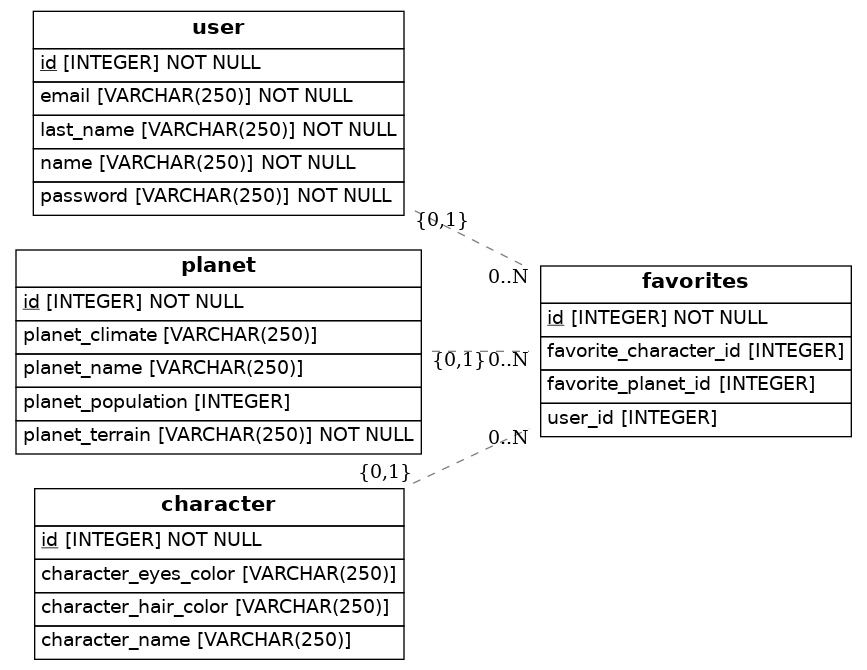 user
id [INTEGER] NOT NULL
email [VARCHAR(250)] NOT NULL
last_name [VARCHAR(250)] NOT NULL
name [VARCHAR(250)] NOT NULL
password [VARCHAR(250)] NOT NULL
{0,1}
0..N
planet
id [INTEGER] NOT NULL
planet_climate [VARCHAR(250)]
planet_name [VARCHAR(250)]
planet_population [INTEGER]
planet_terrain [VARCHAR(250)] NOT NULL
{0,1}
0..N
favorites
id [INTEGER] NOT NULL
favorite_character_id [INTEGER]
favorite_planet_id [INTEGER]
user_id [INTEGER]
0..N
{0,1}
character
id [INTEGER] NOT NULL
character_eyes_color [VARCHAR(250)]
character_hair_color [VARCHAR(250)]
character_name [VARCHAR(250)]